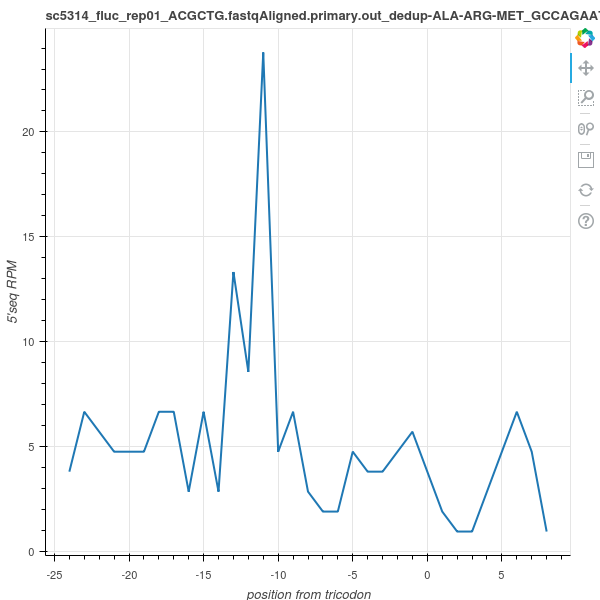 sc5314_fluc_rep01_ACGCTG.fastqAligned.primary.out_dedup-ALA-ARG-MET_GCCAGAAT
20
15
10
5
0
5'seq RPM
-25 -20 -15 -10 -5 0 5
position from tricodon